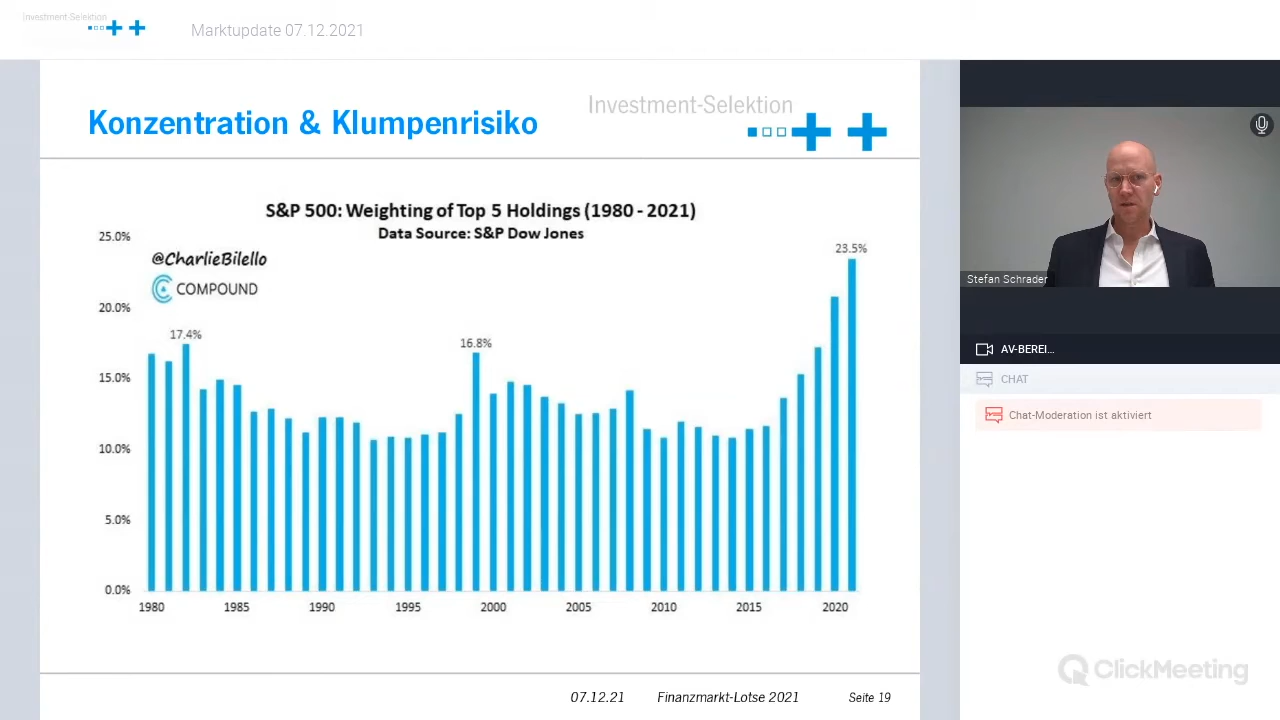 Investment-Selektion
Marktupdate 07.12.2021
Konzentration & Klumpenrisiko
Investment-Selektion
S&P 500: Weighting of Top 5 Holdings (1980 - 2021)
Data Source: S&P Dow Jones
@CharlieBilello
COMPOUND
25.0%
20.0%
15.0%
10.0%
5.0%
0.0%
17.4%
16.8%
23.5%
1980 1985 1990 1995 2000 2005 2010 2015 2020
07.12.21 Finanzmarkt-Lotse 2021 Seite 19
Stefan Schrader
AV-BEREI...
CHAT
Chat-Moderation ist aktiviert
ClickMeeting